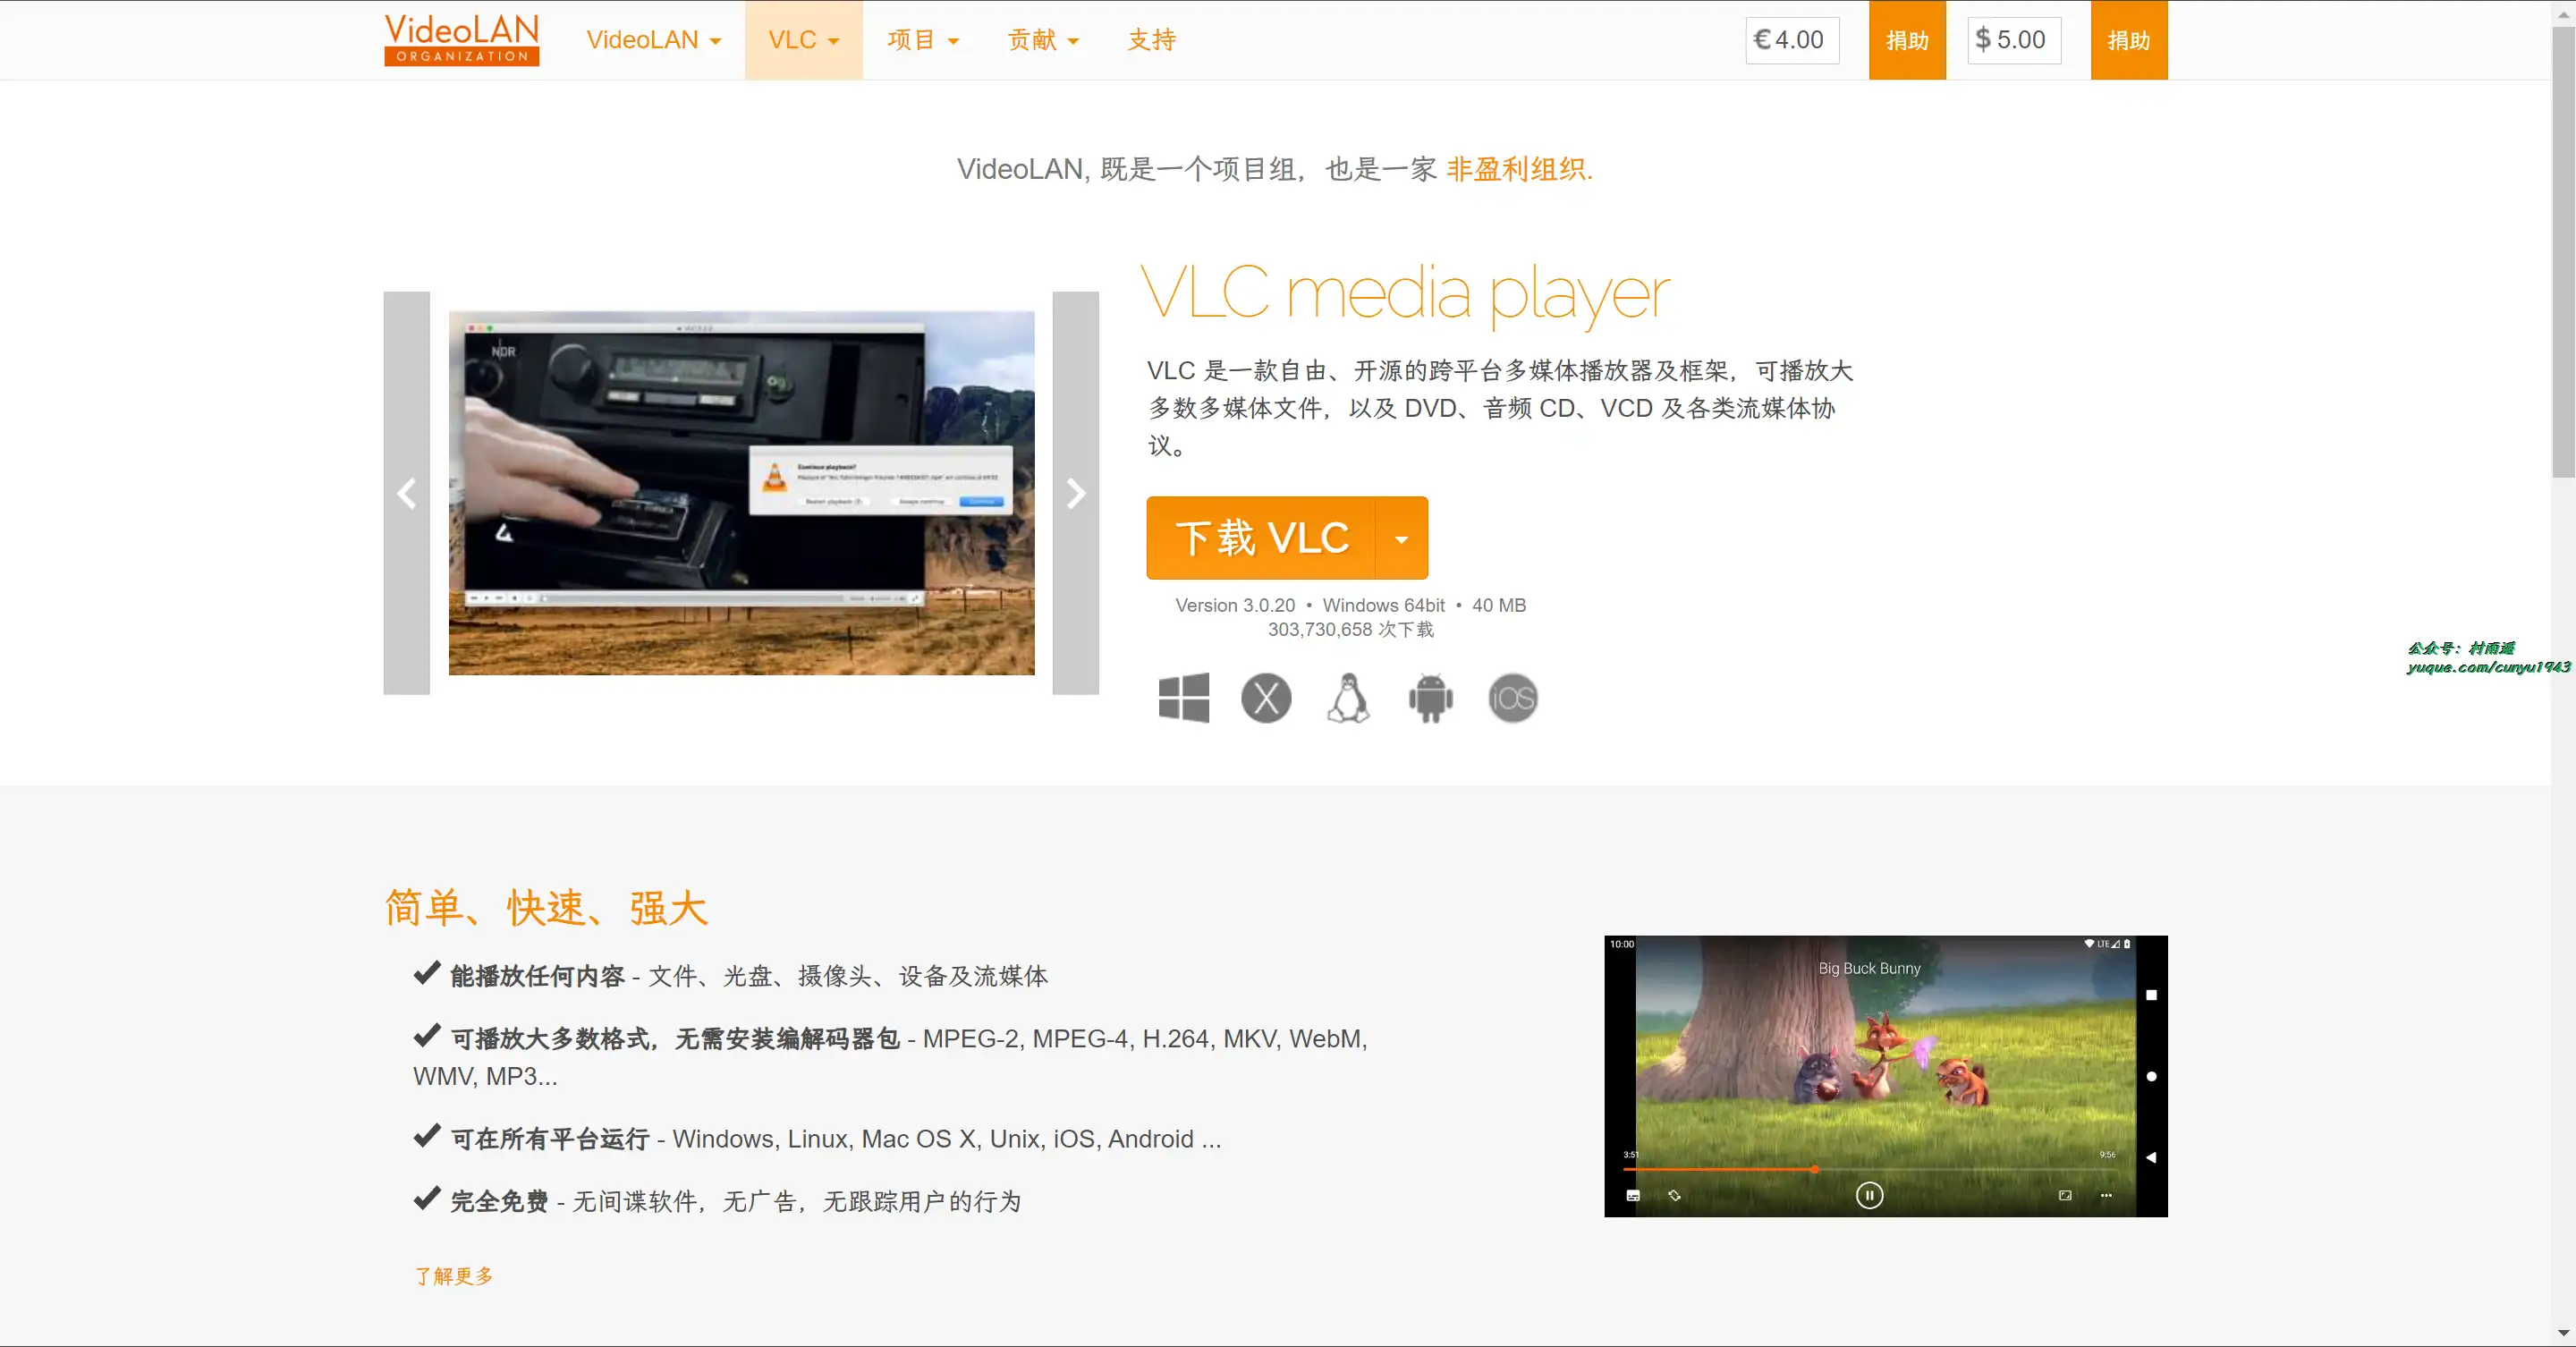 VideoLAN
ORGANIZATION
VideoLAN
VLC
项目
贡献
支持
€ 4.00
捐助
$ 5.00
捐助
VideoLAN, 既是一个项目组，也是一家 非盈利组织.
VLC media player
VLC 是一款自由、开源的跨平台多媒体播放器及框架，可播放大
多数多媒体文件，以及 DVD、音频 CD、VCD 及各类流媒体协
议。
NDR
Continue playback?
Restart playback
Always continue
Continue
下载 VLC
Version 3.0.20 • Windows 64bit • 40 MB
303,730,658 次下载
X
iOS
公众号：村雨遥
yuque.com/cunyu1943
简单、快速、强大
能播放任何内容 - 文件、光盘、摄像头、设备及流媒体
可播放大多数格式，无需安装编解码器包 - MPEG-2, MPEG-4, H.264, MKV, WebM,
WMV, MP3...
可在所有平台运行 - Windows, Linux, Mac OS X, Unix, iOS, Android ...
完全免费 - 无间谍软件，无广告，无跟踪用户的行为
了解更多
10:00
LTE
Big Buck Bunny
3:51
9:56